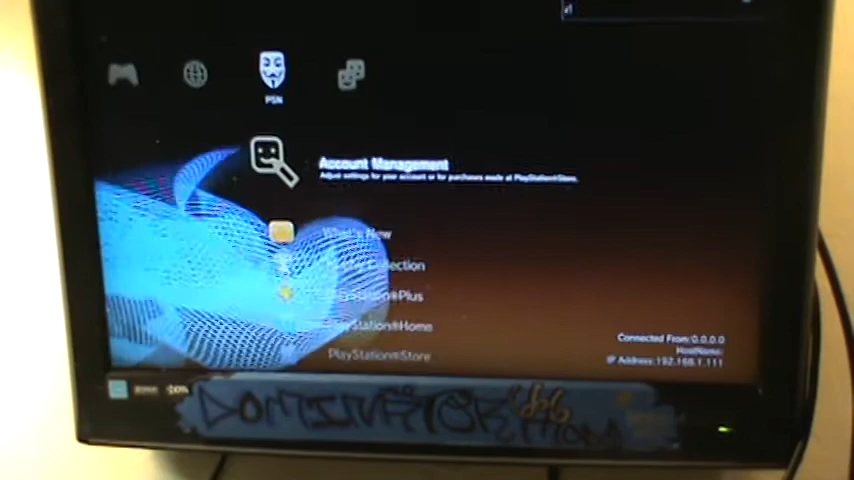 PSN
Account Management
Adjust settings for your account or for purchases made at PlayStation®Store.
What's New
PlayStation®Plus
PlayStation®Home
PlayStation®Store
Connected From: 0.0.0.0
HostName:
IP Address: 192.168.1.111
DOMINATOR